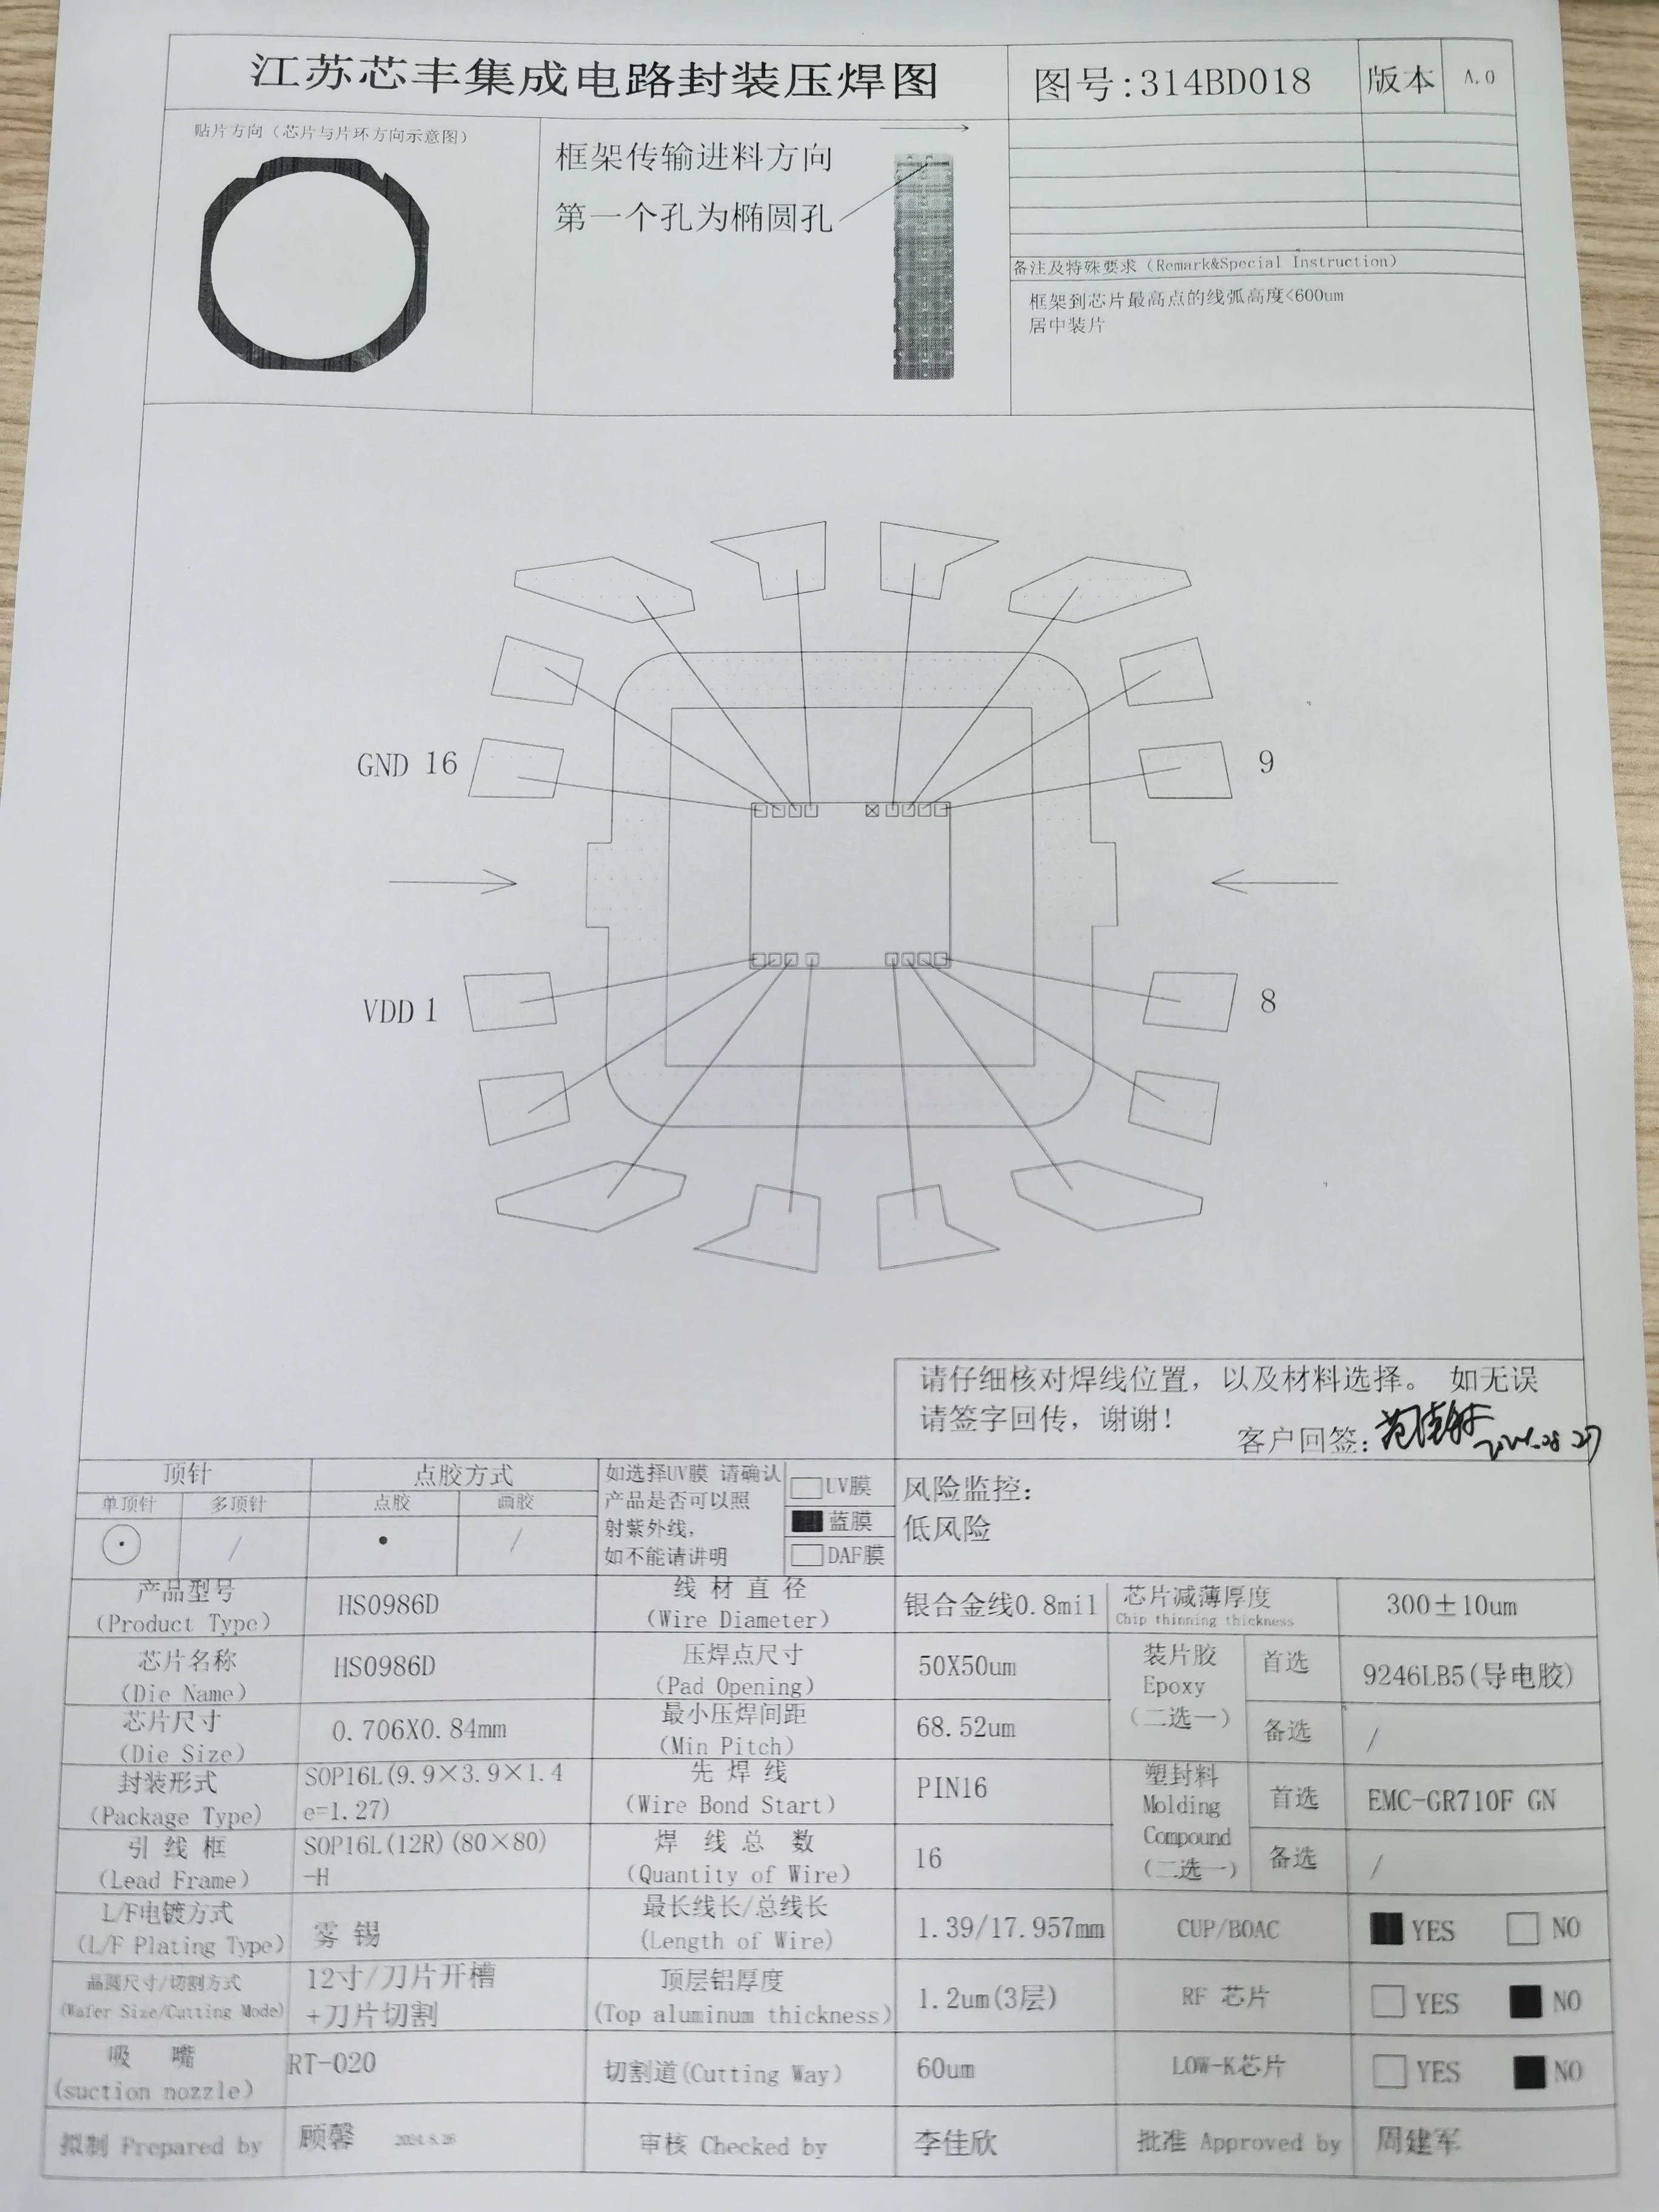 江苏芯丰集成电路封装压焊图
图号:314BD018
版本
A.0
贴片方向（芯片与片环方向示意图）
框架传输进料方向
第一个孔为椭圆孔
备注及特殊要求（Remark&Special Instruction）
框架到芯片最高点的线弧高度<600um
居中装片
GND 16
9
VDD 1
8
请仔细核对焊线位置，以及材料选择。 如无误
请签字回传，谢谢!
客户回签:
顶针
点胶方式
单顶针
多顶针
点胶
画胶
/
/
如选择UV膜 请确认
产品是否可以照
射紫外线,
如不能请讲明
UV膜
蓝膜
DAF膜
风险监控:
低风险
产品型号
(Product Type)
HS0986D
线 材 直 径
(Wire Diameter)
银合金线0.8mil
芯片减薄厚度
Chip thinning thickness
300±10um
芯片名称
(Die Name)
HS0986D
压焊点尺寸
(Pad Opening)
50X50um
装片胶
Epoxy
(二选一)
首选
9246LB5(导电胶)
芯片尺寸
(Die Size)
0.706X0.84mm
最小压焊间距
(Min Pitch)
68.52um
备选
/
封装形式
(Package Type)
SOP16L(9.9×3.9×1.4
e=1.27)
先 焊 线
(Wire Bond Start)
PIN16
塑封料
Molding
Compound
(二选一)
首选
EMC-GR710F GN
引 线 框
(Lead Frame)
SOP16L(12R)(80×80)
-H
焊 线 总 数
(Quantity of Wire)
16
备选
/
L/F电镀方式
(L/F Plating Type)
雾 锡
最长线长/总线长
(Length of Wire)
1.39/17.957mm
CUP/BOAC
YES
NO
晶圆尺寸/切割方式
(Wafer Size/Cutting Mode)
12寸/刀片开槽
+刀片切割
顶层铝厚度
(Top aluminum thickness)
1.2um(3层)
RF 芯片
YES
NO
吸 嘴
(suction nozzle)
RT-020
切割道(Cutting Way)
60um
LOW-K芯片
YES
NO
拟制 Prepared by
顾馨
2024.8.26
审核 Checked by
李佳欣
批准 Approved by
周建军